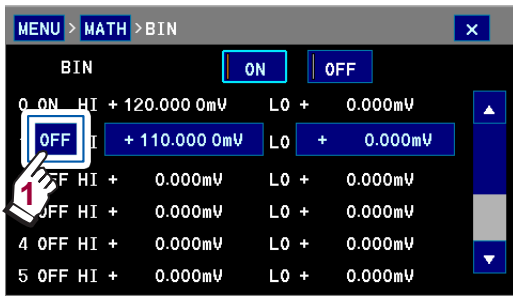 MENU > MATH >BIN ×
BIN ON OFF
0 ON HI + 120.000 0mV LO + 0.000mV
OFF I + 110.000 0mV LO + 0.000mV
FF HI + 0.000mV LO + 0.000mV
OFF HI + 0.000mV LO + 0.000mV
1
4 OFF HI + 0.000mV LO + 0.000mV
5 OFF HI + 0.000mV LO + 0.000mV